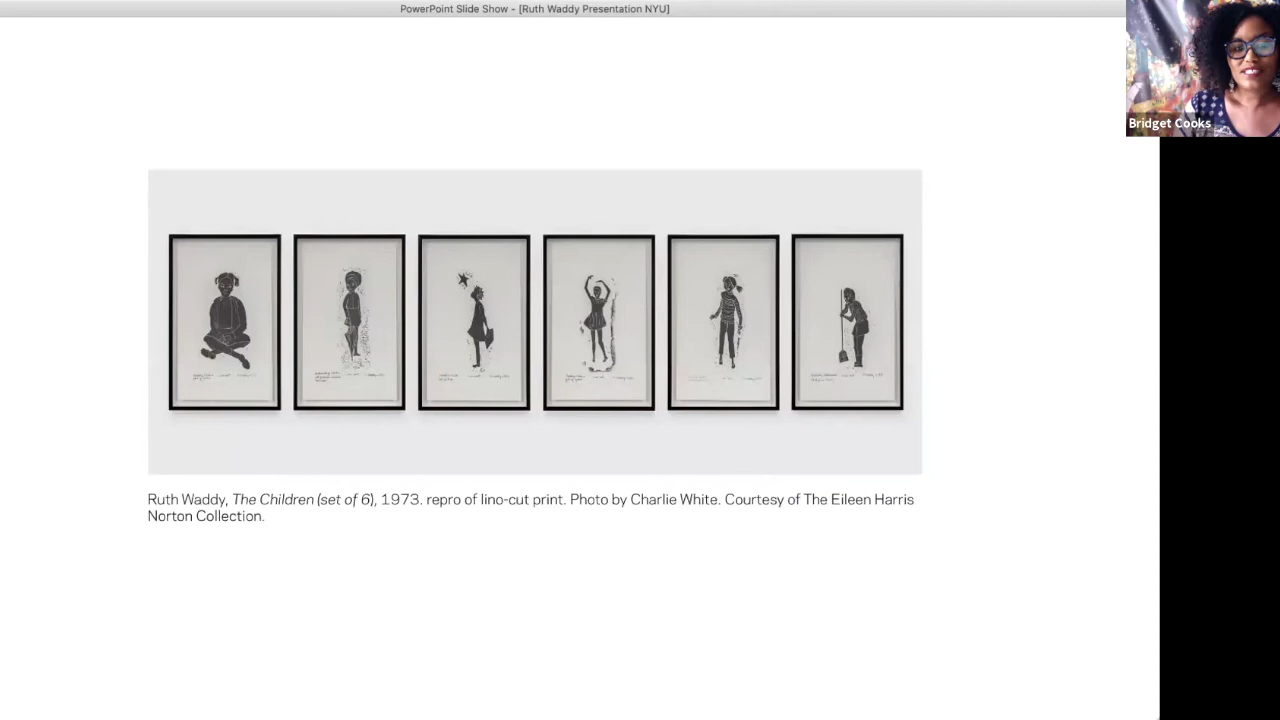 PowerPoint Slide Show - [Ruth Waddy Presentation NYU]
Bridget Cooks
Ruth Waddy, The Children (set of 6), 1973. repro of lino-cut print. Photo by Charlie White. Courtesy of The Eileen Harris
Norton Collection.